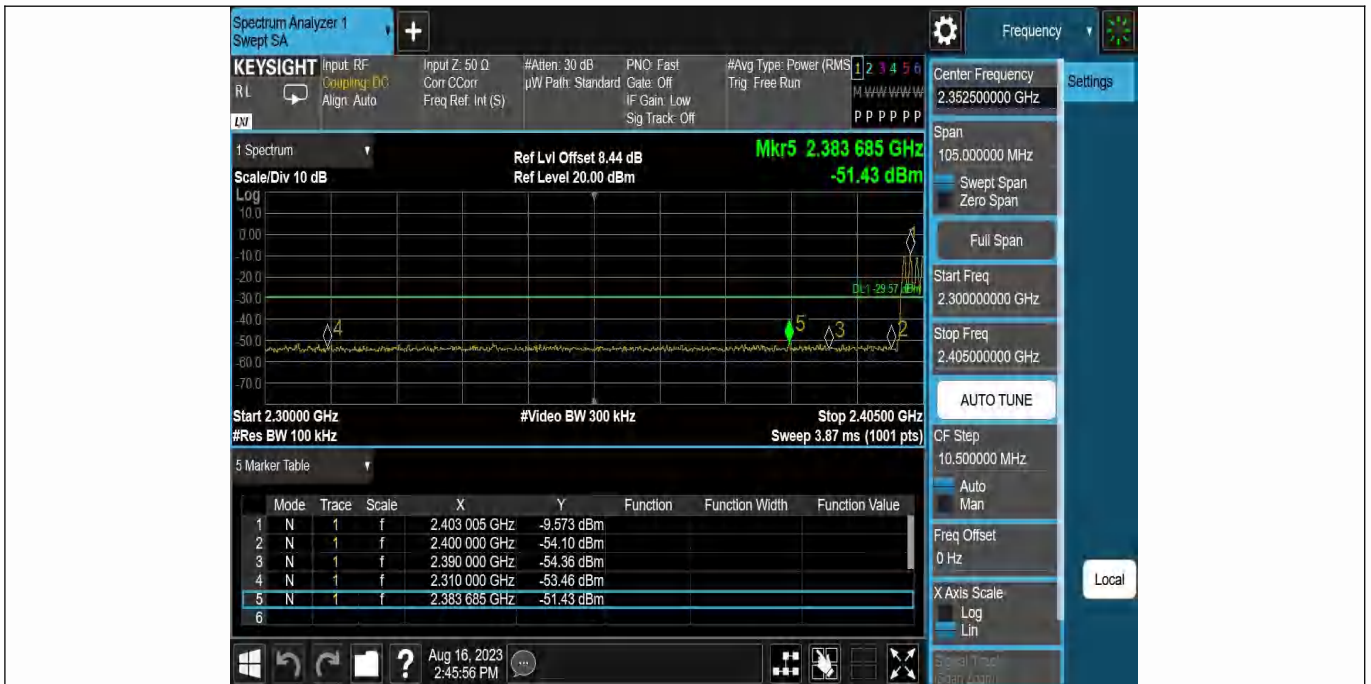 Spectrum Analyzer 1
Swept SA
Frequency
KEYSIGHT
RL
LXI
Input: RF
Coupling: DC
Align: Auto
Input Z: 50 Ω
Corr CCorr
Freq Ref: Int (S)
#Atten: 30 dB
µW Path: Standard
PNO: Fast
Gate: Off
IF Gain: Low
Sig Track: Off
#Avg Type: Power (RMS
Trig: Free Run
1 2 3 4 5 6
M W W W W W
P P P P P P
1 Spectrum
Scale/Div 10 dB
Ref Lvl Offset 8.44 dB
Ref Level 20.00 dBm
Mkr5 2.383 685 GHz
-51.43 dBm
Log
10.0
0.00
-10.0
-20.0
-30.0
-40.0
-50.0
-60.0
-70.0
DL1 -29.57 dBm
4
5
3
2
Start 2.30000 GHz
#Video BW 300 kHz
Stop 2.40500 GHz
#Res BW 100 kHz
Sweep 3.87 ms (1001 pts)
5 Marker Table
Mode Trace Scale X Y Function Function Width Function Value
1 N 1 f 2.403 005 GHz -9.573 dBm
2 N 1 f 2.400 000 GHz -54.10 dBm
3 N 1 f 2.390 000 GHz -54.36 dBm
4 N 1 f 2.310 000 GHz -53.46 dBm
5 N 1 f 2.383 685 GHz -51.43 dBm
6
Aug 16, 2023
2:45:56 PM
Center Frequency
2.352500000 GHz
Settings
Span
105.000000 MHz
Swept Span
Zero Span
Full Span
Start Freq
2.300000000 GHz
Stop Freq
2.405000000 GHz
AUTO TUNE
CF Step
10.500000 MHz
Auto
Man
Freq Offset
0 Hz
Local
X Axis Scale
Log
Lin